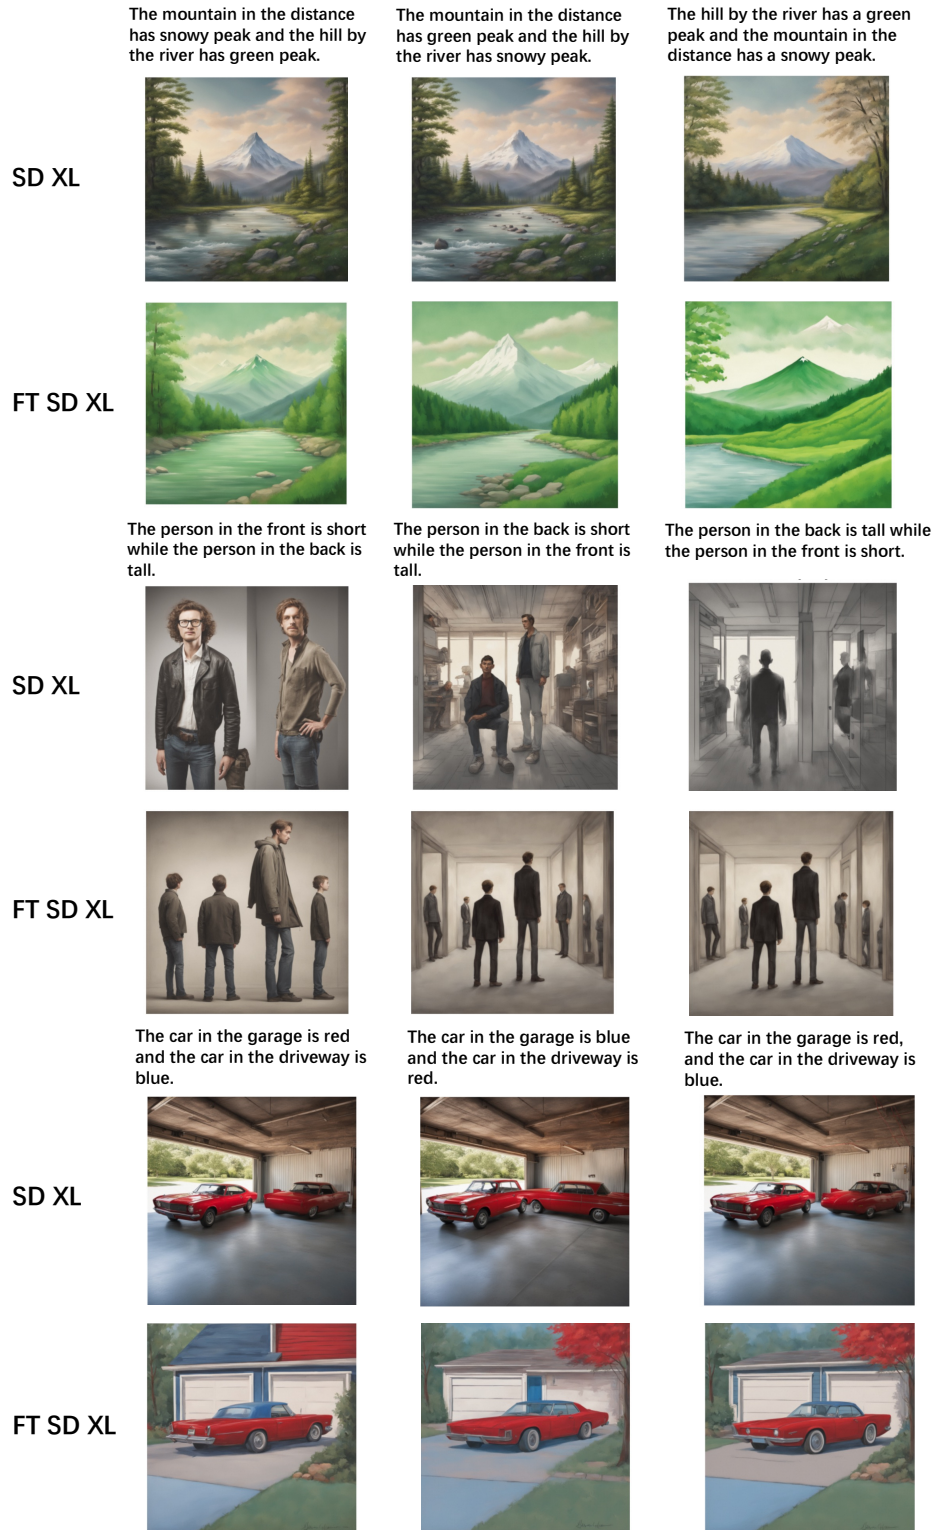 The mountain in the distance
has snowy peak and the hill by
the river has green peak.
The mountain in the distance
has green peak and the hill by
the river has snowy peak.
The hill by the river has a green
peak and the mountain in the
distance has a snowy peak.
SD XL
FT SD XL
The person in the front is short
while the person in the back is
tall.
The person in the back is short
while the person in the front is
tall.
The person in the back is tall while
the person in the front is short.
SD XL
FT SD XL
The car in the garage is red
and the car in the driveway is
blue.
The car in the garage is blue
and the car in the driveway is
red.
The car in the garage is red,
and the car in the driveway is
blue.
SD XL
FT SD XL